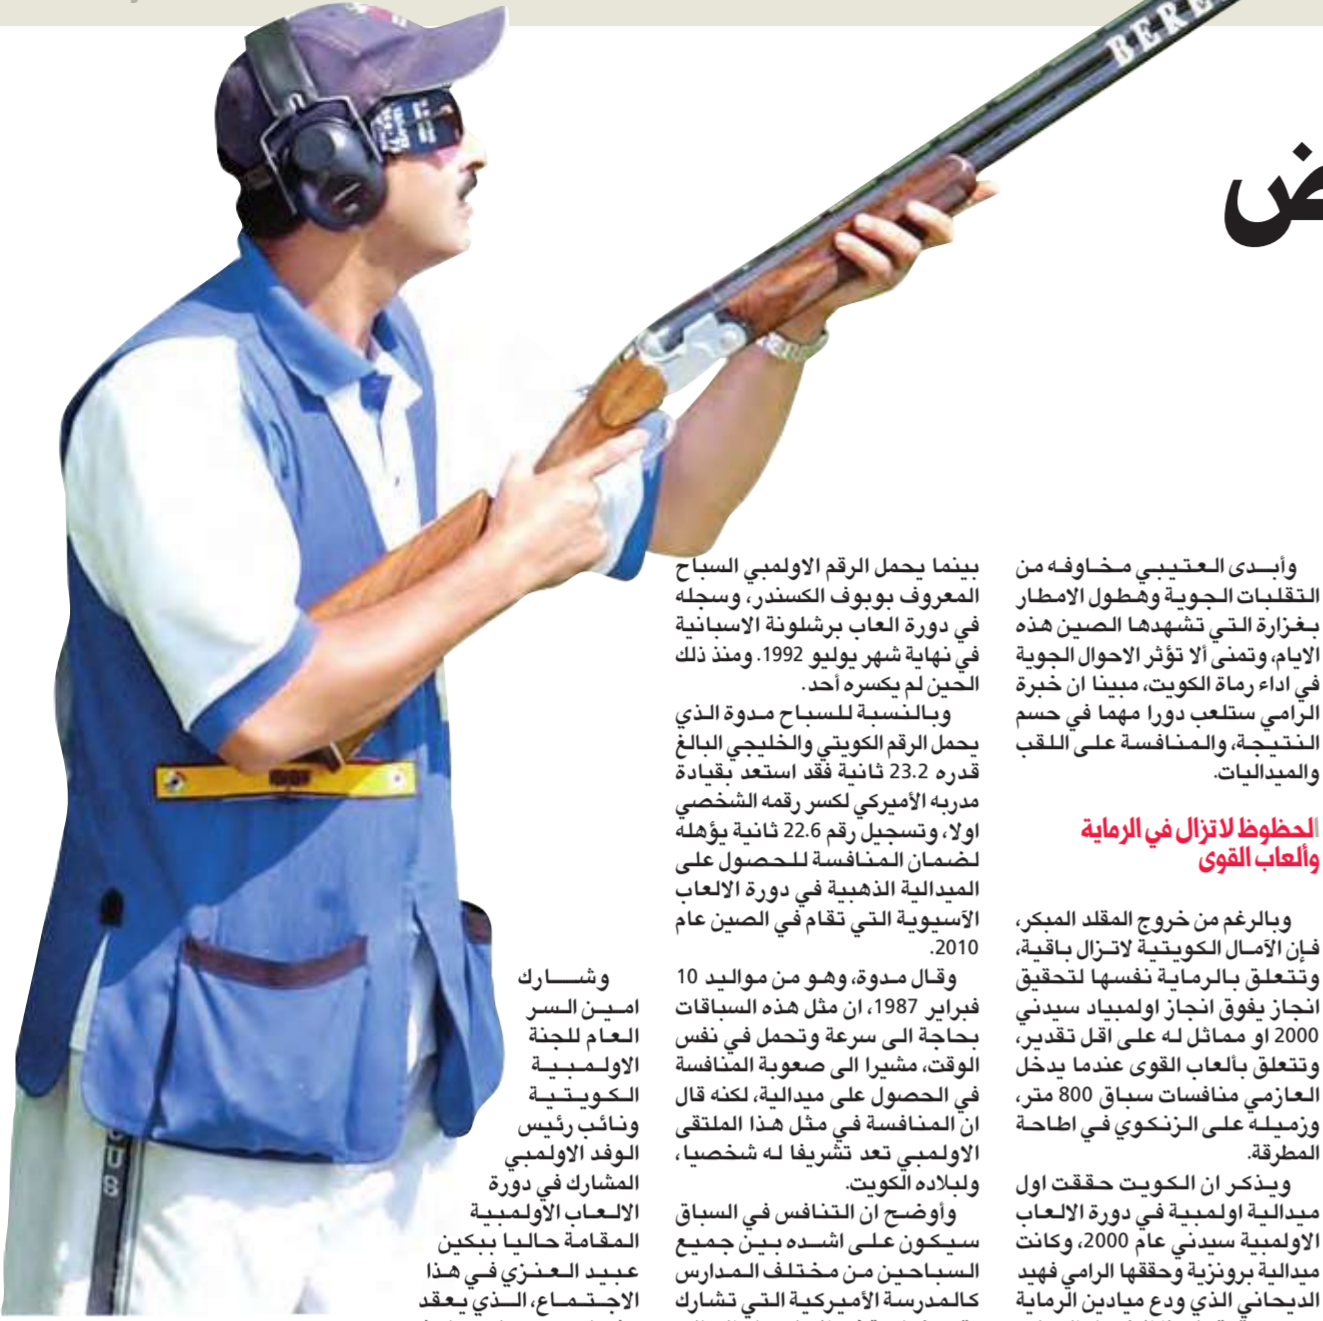 ض
BERE
وأبدى العتيبي مخاوفه من
التقلبات الجوية وهطول الامطار
بغزارة التي تشهدها الصين هذه
الايام، وتمنى ألا تؤثر الاحوال الجوية
في اداء رماة الكويت، مبينا ان خبرة
الرامي ستلعب دورا مهما في حسم
النتيجة، والمنافسة على اللقب
والميداليات.
الحظوظ لاتزال في الرماية
وألعاب القوى
وبالرغم من خروج المقلد المبكر،
فإن الآمال الكويتية لاتزال باقية،
وتتعلق بالرماية نفسها لتحقيق
انجاز يفوق انجاز اولمبياد سيدني
2000 او مماثل له على اقل تقدير،
وتتعلق بألعاب القوى عندما يدخل
العازمي منافسات سباق 800 متر،
وزميله على الزنكوي في اطاحة
المطرقة.
ويذكر ان الكويت حققت اول
ميدالية اولمبية في دورة الالعاب
الاولمبية سيدني عام 2000، وكانت
ميدالية برونزية وحققها الرامي فهيد
الديحاني الذي ودع ميادين الرماية
بينما يحمل الرقم الاولمبي السباح
المعروف بوبوف الكسندر، وسجله
في دورة العاب برشلونة الاسبانية
في نهاية شهر يوليو 1992. ومنذ ذلك
الحين لم يكسره أحد.
وبالنسبة للسباح مدوة الذي
يحمل الرقم الكويتي والخليجي البالغ
قدره 23.2 ثانية فقد استعد بقيادة
مدربه الأميركي لكسر رقمه الشخصي
اولا، وتسجيل رقم 22.6 ثانية يؤهله
لضمان المنافسة للحصول على
الميدالية الذهبية في دورة الالعاب
الآسيوية التي تقام في الصين عام
2010.
وقال مدوة، وهو من مواليد 10
فبراير 1987، ان مثل هذه السباقات
بحاجة الى سرعة وتحمل في نفس
الوقت، مشيرا الى صعوبة المنافسة
في الحصول على ميدالية، لكنه قال
ان المنافسة في مثل هذا الملتقى
الاولمبي تعد تشريفا له شخصيا،
ولبلاده الكويت.
وأوضح ان التنافس في السباق
سيكون على اشده بين جميع
السباحين من مختلف المدارس
كالمدرسة الأميركية التي تشارك
وشارك
امين السر
العام للجنة
الاولمبية
الكويتية
ونائب رئيس
الوفد الاولمبي
المشارك في دورة
الالعاب الاولمبية
المقامة حاليا ببكين
عبيد العنزي في هذا
الاجتماع، الذي يعقد